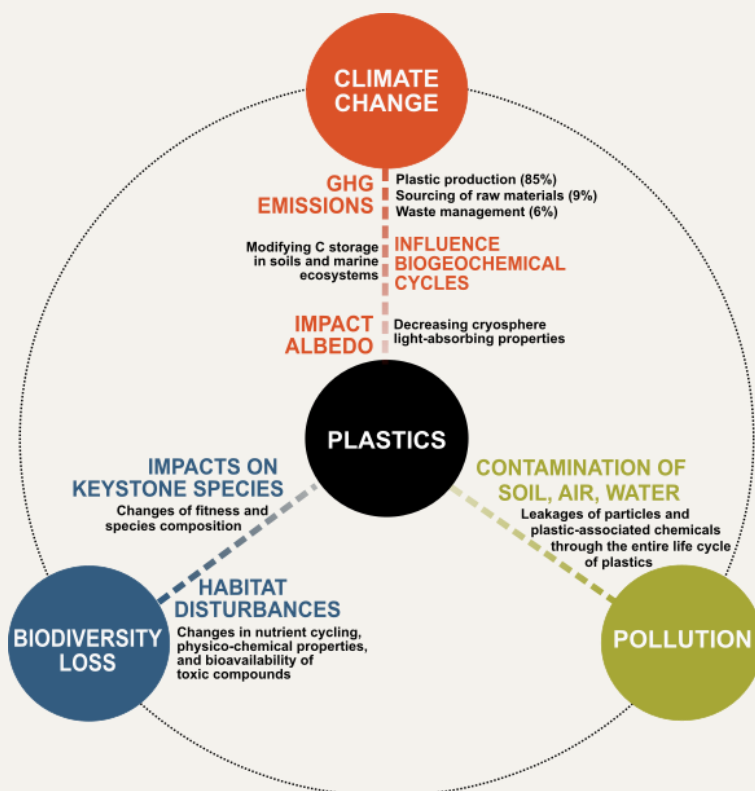 CLIMATE
CHANGE
GHG
EMISSIONS
Plastic production (85%)
Sourcing of raw materials (9%)
Waste management (6%)
Modifying C storage
in soils and marine
ecosystems
INFLUENCE
BIOGEOCHEMICAL
CYCLES
IMPACT
ALBEDO
Decreasing cryosphere
light-absorbing properties
PLASTICS
IMPACTS ON
KEYSTONE SPECIES
Changes of fitness and
species composition
CONTAMINATION OF
SOIL, AIR, WATER
Leakages of particles and
plastic-associated chemicals
through the entire life cycle
of plastics
HABITAT
DISTURBANCES
Changes in nutrient cycling,
physico-chemical properties,
and bioavailability of
toxic compounds
BIODIVERSITY
LOSS
POLLUTION